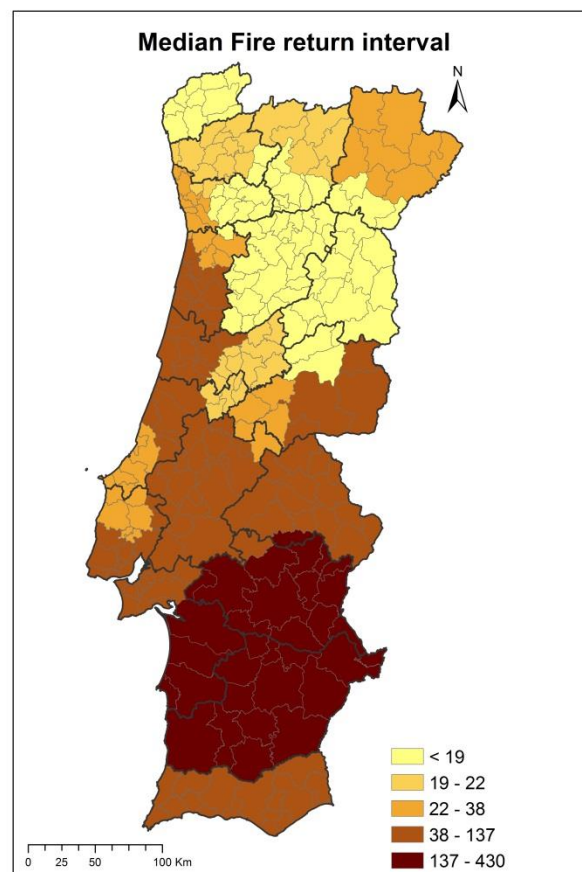 Median Fire return interval
N
< 19
19 - 22
22 - 38
38 - 137
137 - 430
0 25 50 100 Km